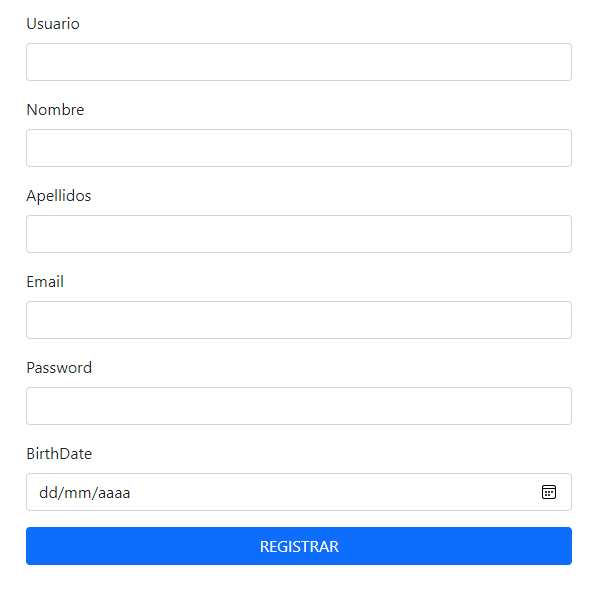 Usuario
Nombre
Apellidos
Email
Password
BirthDate
dd/mm/aaaa
REGISTRAR